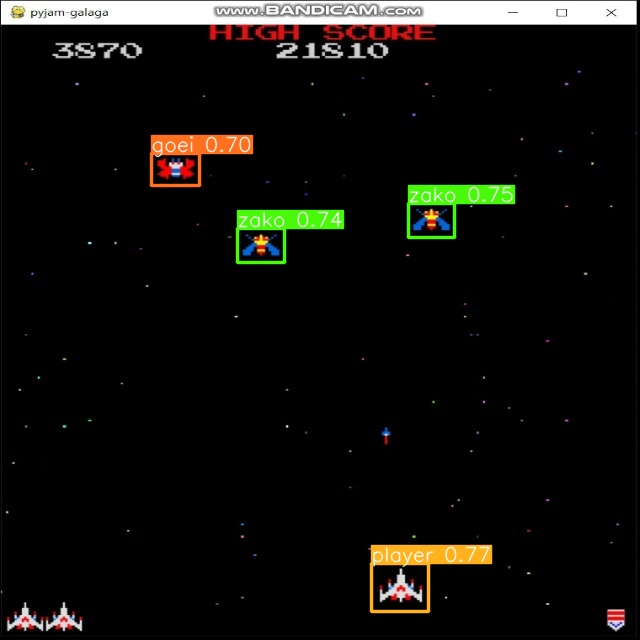 pyjam-galaga
www.BANDICAM.com
HIGH SCORE
3870 21810
goei 0.70
zako 0.75
zako 0.74
player 0.77